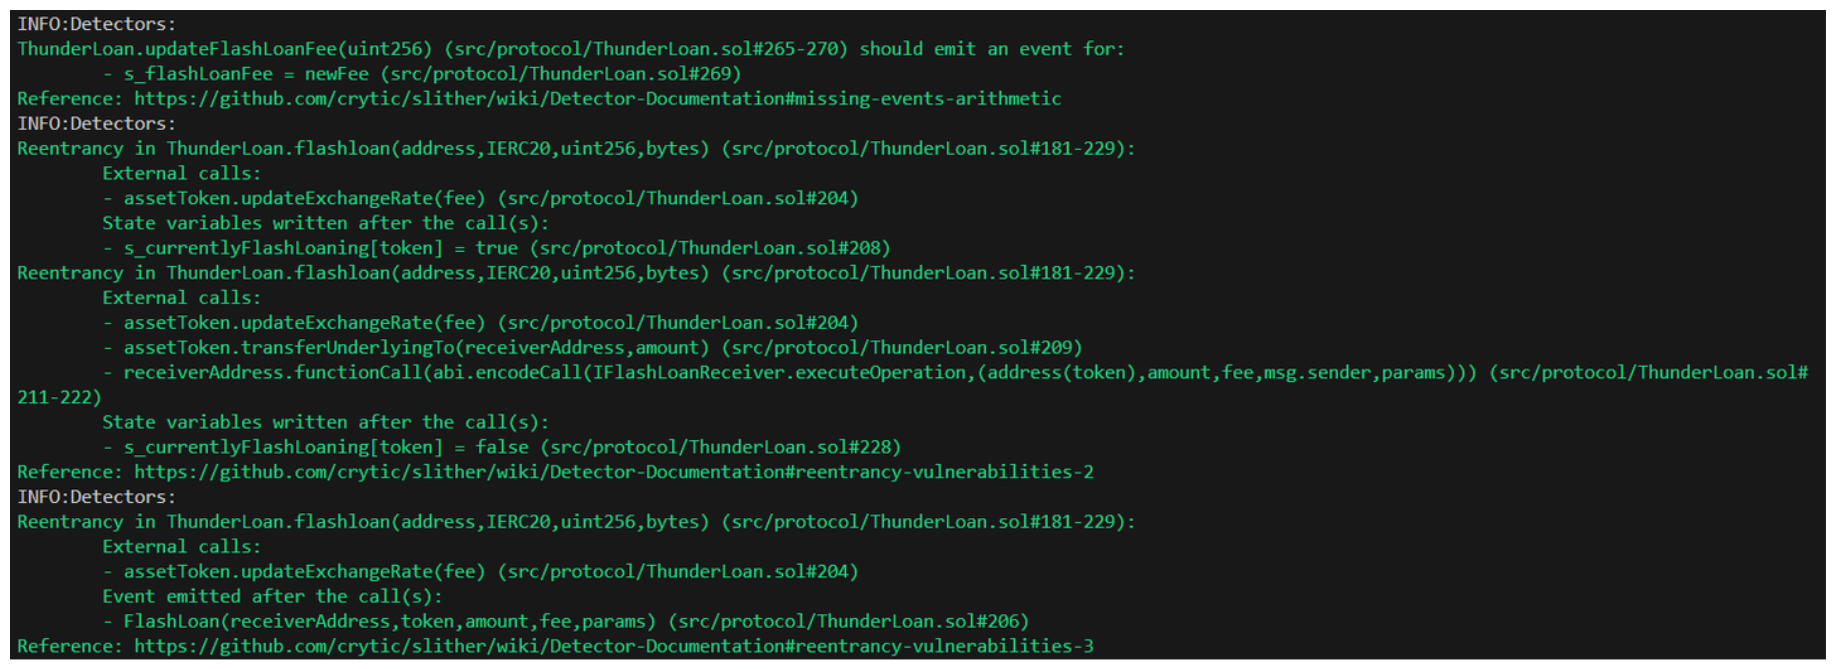 INFO:Detectors:
ThunderLoan.updateFlashLoanFee(uint256) (src/protocol/ThunderLoan.sol#265-270) should emit an event for:
        - s_flashLoanFee = newFee (src/protocol/ThunderLoan.sol#269)
Reference: https://github.com/crytic/slither/wiki/Detector-Documentation#missing-events-arithmetic
INFO:Detectors:
Reentrancy in ThunderLoan.flashloan(address,IERC20,uint256,bytes) (src/protocol/ThunderLoan.sol#181-229):
        External calls:
        - assetToken.updateExchangeRate(fee) (src/protocol/ThunderLoan.sol#204)
        State variables written after the call(s):
        - s_currentlyFlashLoaning[token] = true (src/protocol/ThunderLoan.sol#208)
Reentrancy in ThunderLoan.flashloan(address,IERC20,uint256,bytes) (src/protocol/ThunderLoan.sol#181-229):
        External calls:
        - assetToken.updateExchangeRate(fee) (src/protocol/ThunderLoan.sol#204)
        - assetToken.transferUnderlyingTo(receiverAddress,amount) (src/protocol/ThunderLoan.sol#209)
        - receiverAddress.functionCall(abi.encodeCall(IFlashLoanReceiver.executeOperation,(address(token),amount,fee,msg.sender,params))) (src/protocol/ThunderLoan.sol#
211-222)
        State variables written after the call(s):
        - s_currentlyFlashLoaning[token] = false (src/protocol/ThunderLoan.sol#228)
Reference: https://github.com/crytic/slither/wiki/Detector-Documentation#reentrancy-vulnerabilities-2
INFO:Detectors:
Reentrancy in ThunderLoan.flashloan(address,IERC20,uint256,bytes) (src/protocol/ThunderLoan.sol#181-229):
        External calls:
        - assetToken.updateExchangeRate(fee) (src/protocol/ThunderLoan.sol#204)
        Event emitted after the call(s):
        - FlashLoan(receiverAddress,token,amount,fee,params) (src/protocol/ThunderLoan.sol#206)
Reference: https://github.com/crytic/slither/wiki/Detector-Documentation#reentrancy-vulnerabilities-3